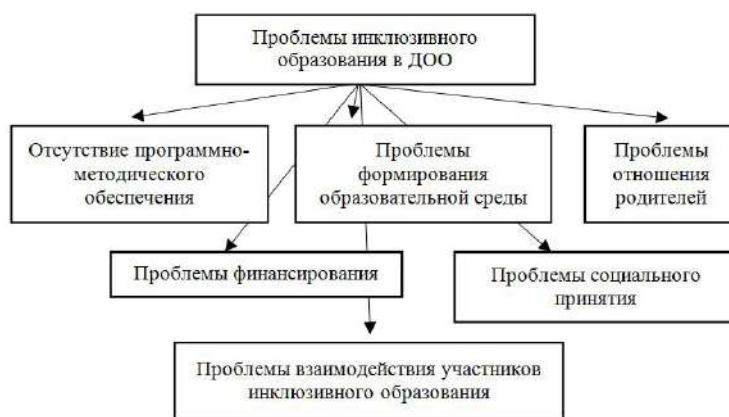 Проблемы инклюзивного
образования в ДОО
Отсутствие программно-
методического
обеспечения
Проблемы
формирования
образовательной среды
Проблемы
отношения
родителей
Проблемы финансирования
Проблемы социального
принятия
Проблемы взаимодействия участников
инклюзивного образования